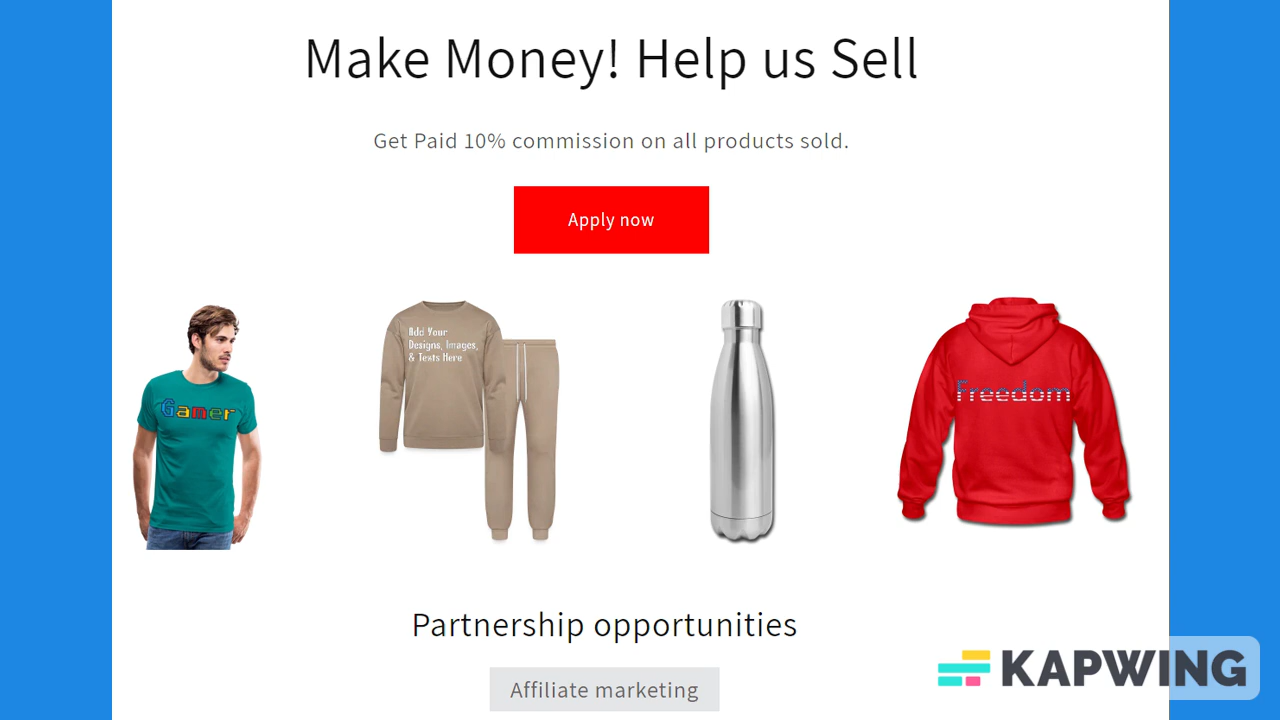 Make Money! Help us Sell
Get Paid 10% commission on all products sold.
Apply now
Gamer
Add Your
Designs, Images,
& Texts Here
Freedom
Partnership opportunities
Affiliate marketing
KAPWING